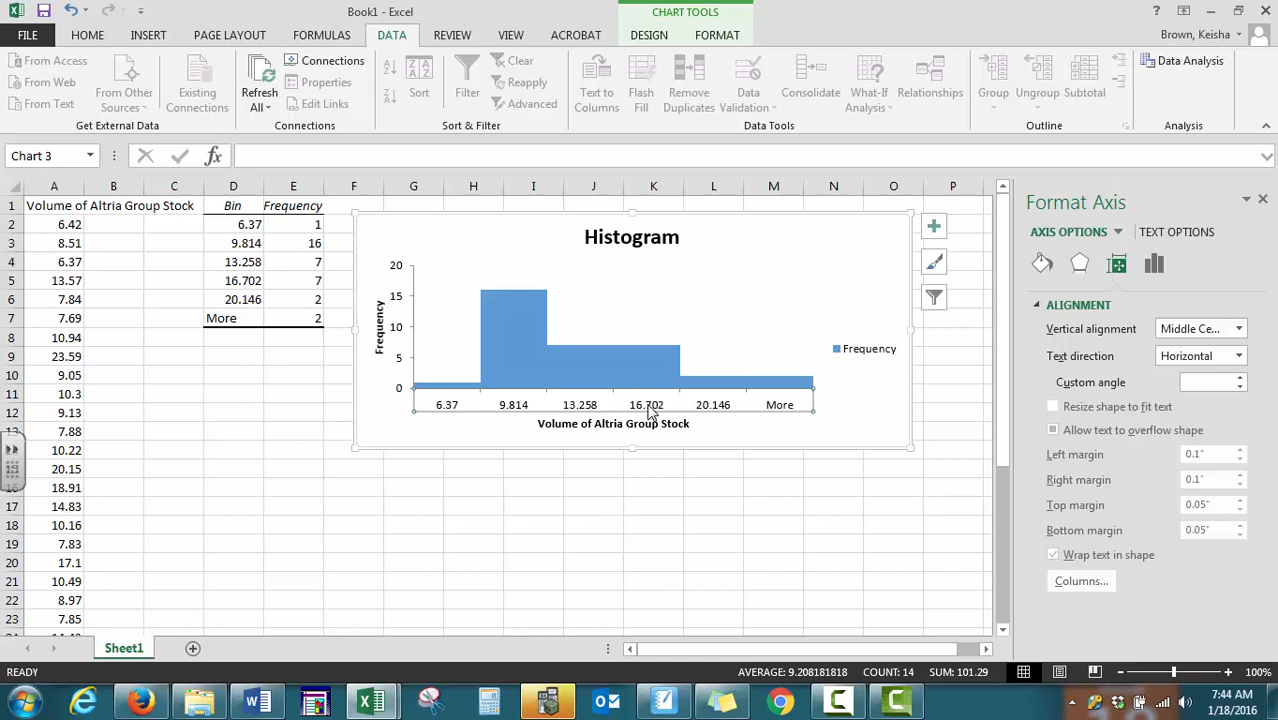 Book1 - Excel
CHART TOOLS
FILE HOME INSERT PAGE LAYOUT FORMULAS DATA REVIEW VIEW ACROBAT DESIGN FORMAT
Brown, Keisha
From Access
From Web
From Text
From Other Sources
Existing Connections
Get External Data
Refresh All
Connections
Properties
Edit Links
Connections
Sort
Filter
Clear
Reapply
Advanced
Sort & Filter
Text to Columns
Flash Fill
Remove Duplicates
Data Validation
Consolidate
What-If Analysis
Relationships
Data Tools
Group
Ungroup
Subtotal
Outline
Data Analysis
Analysis
Chart 3
fx
A B C D E F G H I J K L M N O P
1 Volume of Altria Group Stock Bin Frequency
2 6.42 6.37 1
3 8.51 9.814 16
4 6.37 13.258 7
5 13.57 16.702 7
6 7.84 20.146 2
7 7.69 More 2
8 10.94
9 23.59
10 9.05
11 10.3
12 9.13
13 7.88
10.22
20.15
16 18.91
17 14.83
18 10.16
19 7.83
20 17.1
21 10.49
22 8.97
23 7.85
Histogram
Frequency
20
15
10
5
0
6.37 9.814 13.258 16.702 20.146 More
Volume of Altria Group Stock
Frequency
Format Axis
AXIS OPTIONS TEXT OPTIONS
ALIGNMENT
Vertical alignment Middle Ce...
Text direction Horizontal
Custom angle
Resize shape to fit text
Allow text to overflow shape
Left margin 0.1"
Right margin 0.1"
Top margin 0.05"
Bottom margin 0.05"
Wrap text in shape
Columns...
Sheet1
READY
AVERAGE: 9.208181818 COUNT: 14 SUM: 101.29
100%
7:44 AM
1/18/2016